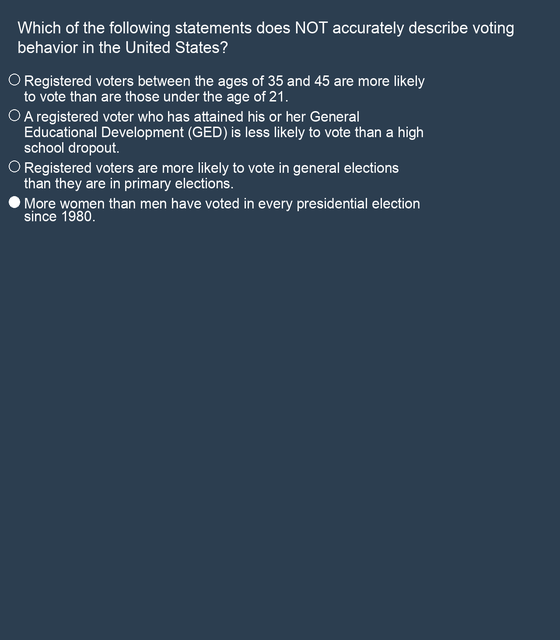 Which of the following statements does NOT accurately describe voting
behavior in the United States?
Registered voters between the ages of 35 and 45 are more likely
to vote than are those under the age of 21.
A registered voter who has attained his or her General
Educational Development (GED) is less likely to vote than a high
school dropout.
Registered voters are more likely to vote in general elections
than they are in primary elections.
More women than men have voted in every presidential election
since 1980.